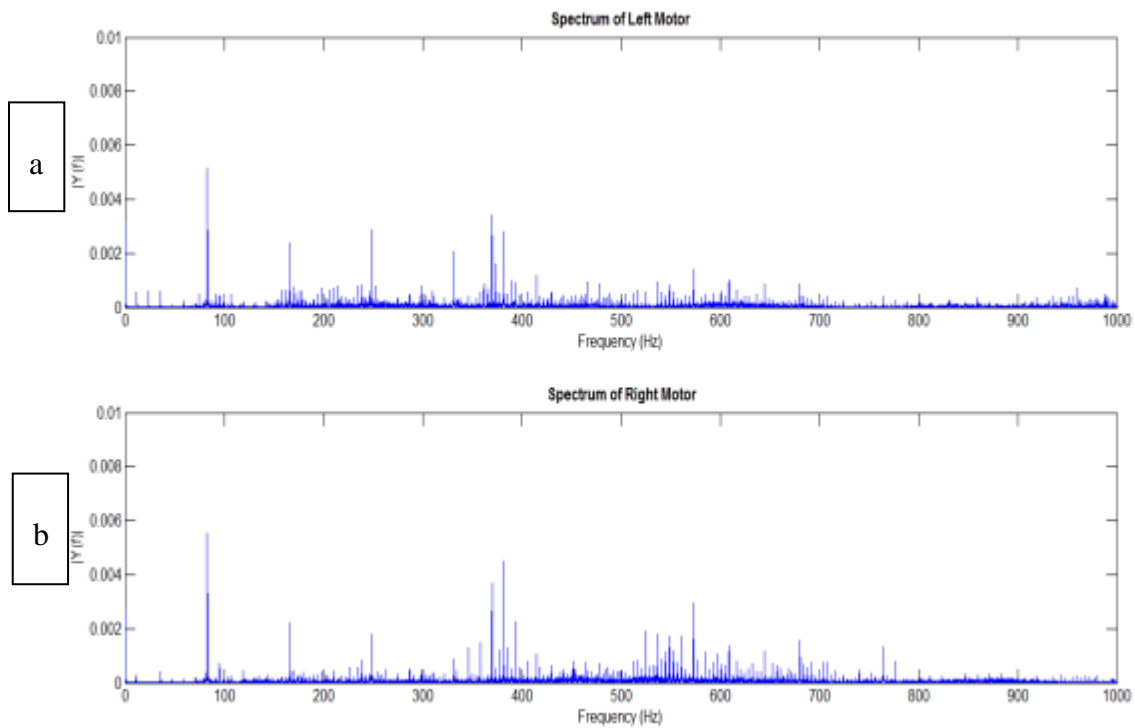 Spectrum of Left Motor
0.01
0.008
0.006
0.004
0.002
0
a
|Y(f)|
0 100 200 300 400 500 600 700 800 900 1000
Frequency (Hz)
Spectrum of Right Motor
0.01
0.008
0.006
0.004
0.002
0
b
|Y(f)|
0 100 200 300 400 500 600 700 800 900 1000
Frequency (Hz)